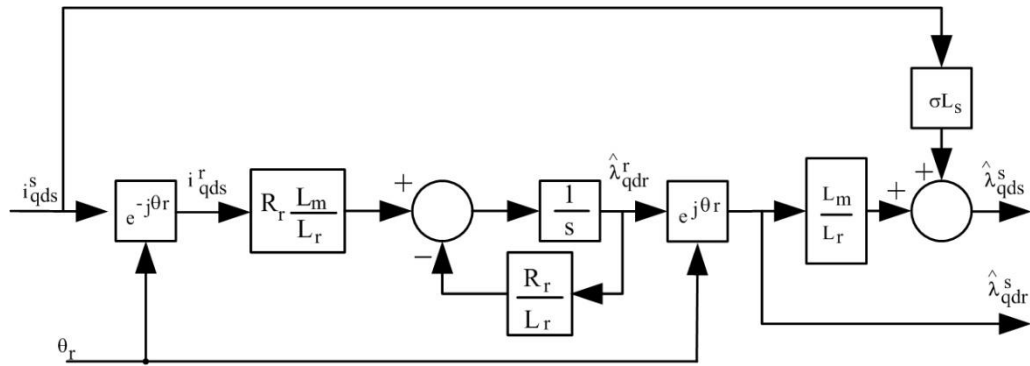 σL_s
i^s_qds
e^-jθr
i^r_qds
R_r L_m/L_r
+
−
1/s
λ̂^r_qdr
R_r/L_r
e^jθr
L_m/L_r
+
+
λ̂^s_qds
λ̂^s_qdr
θ_r